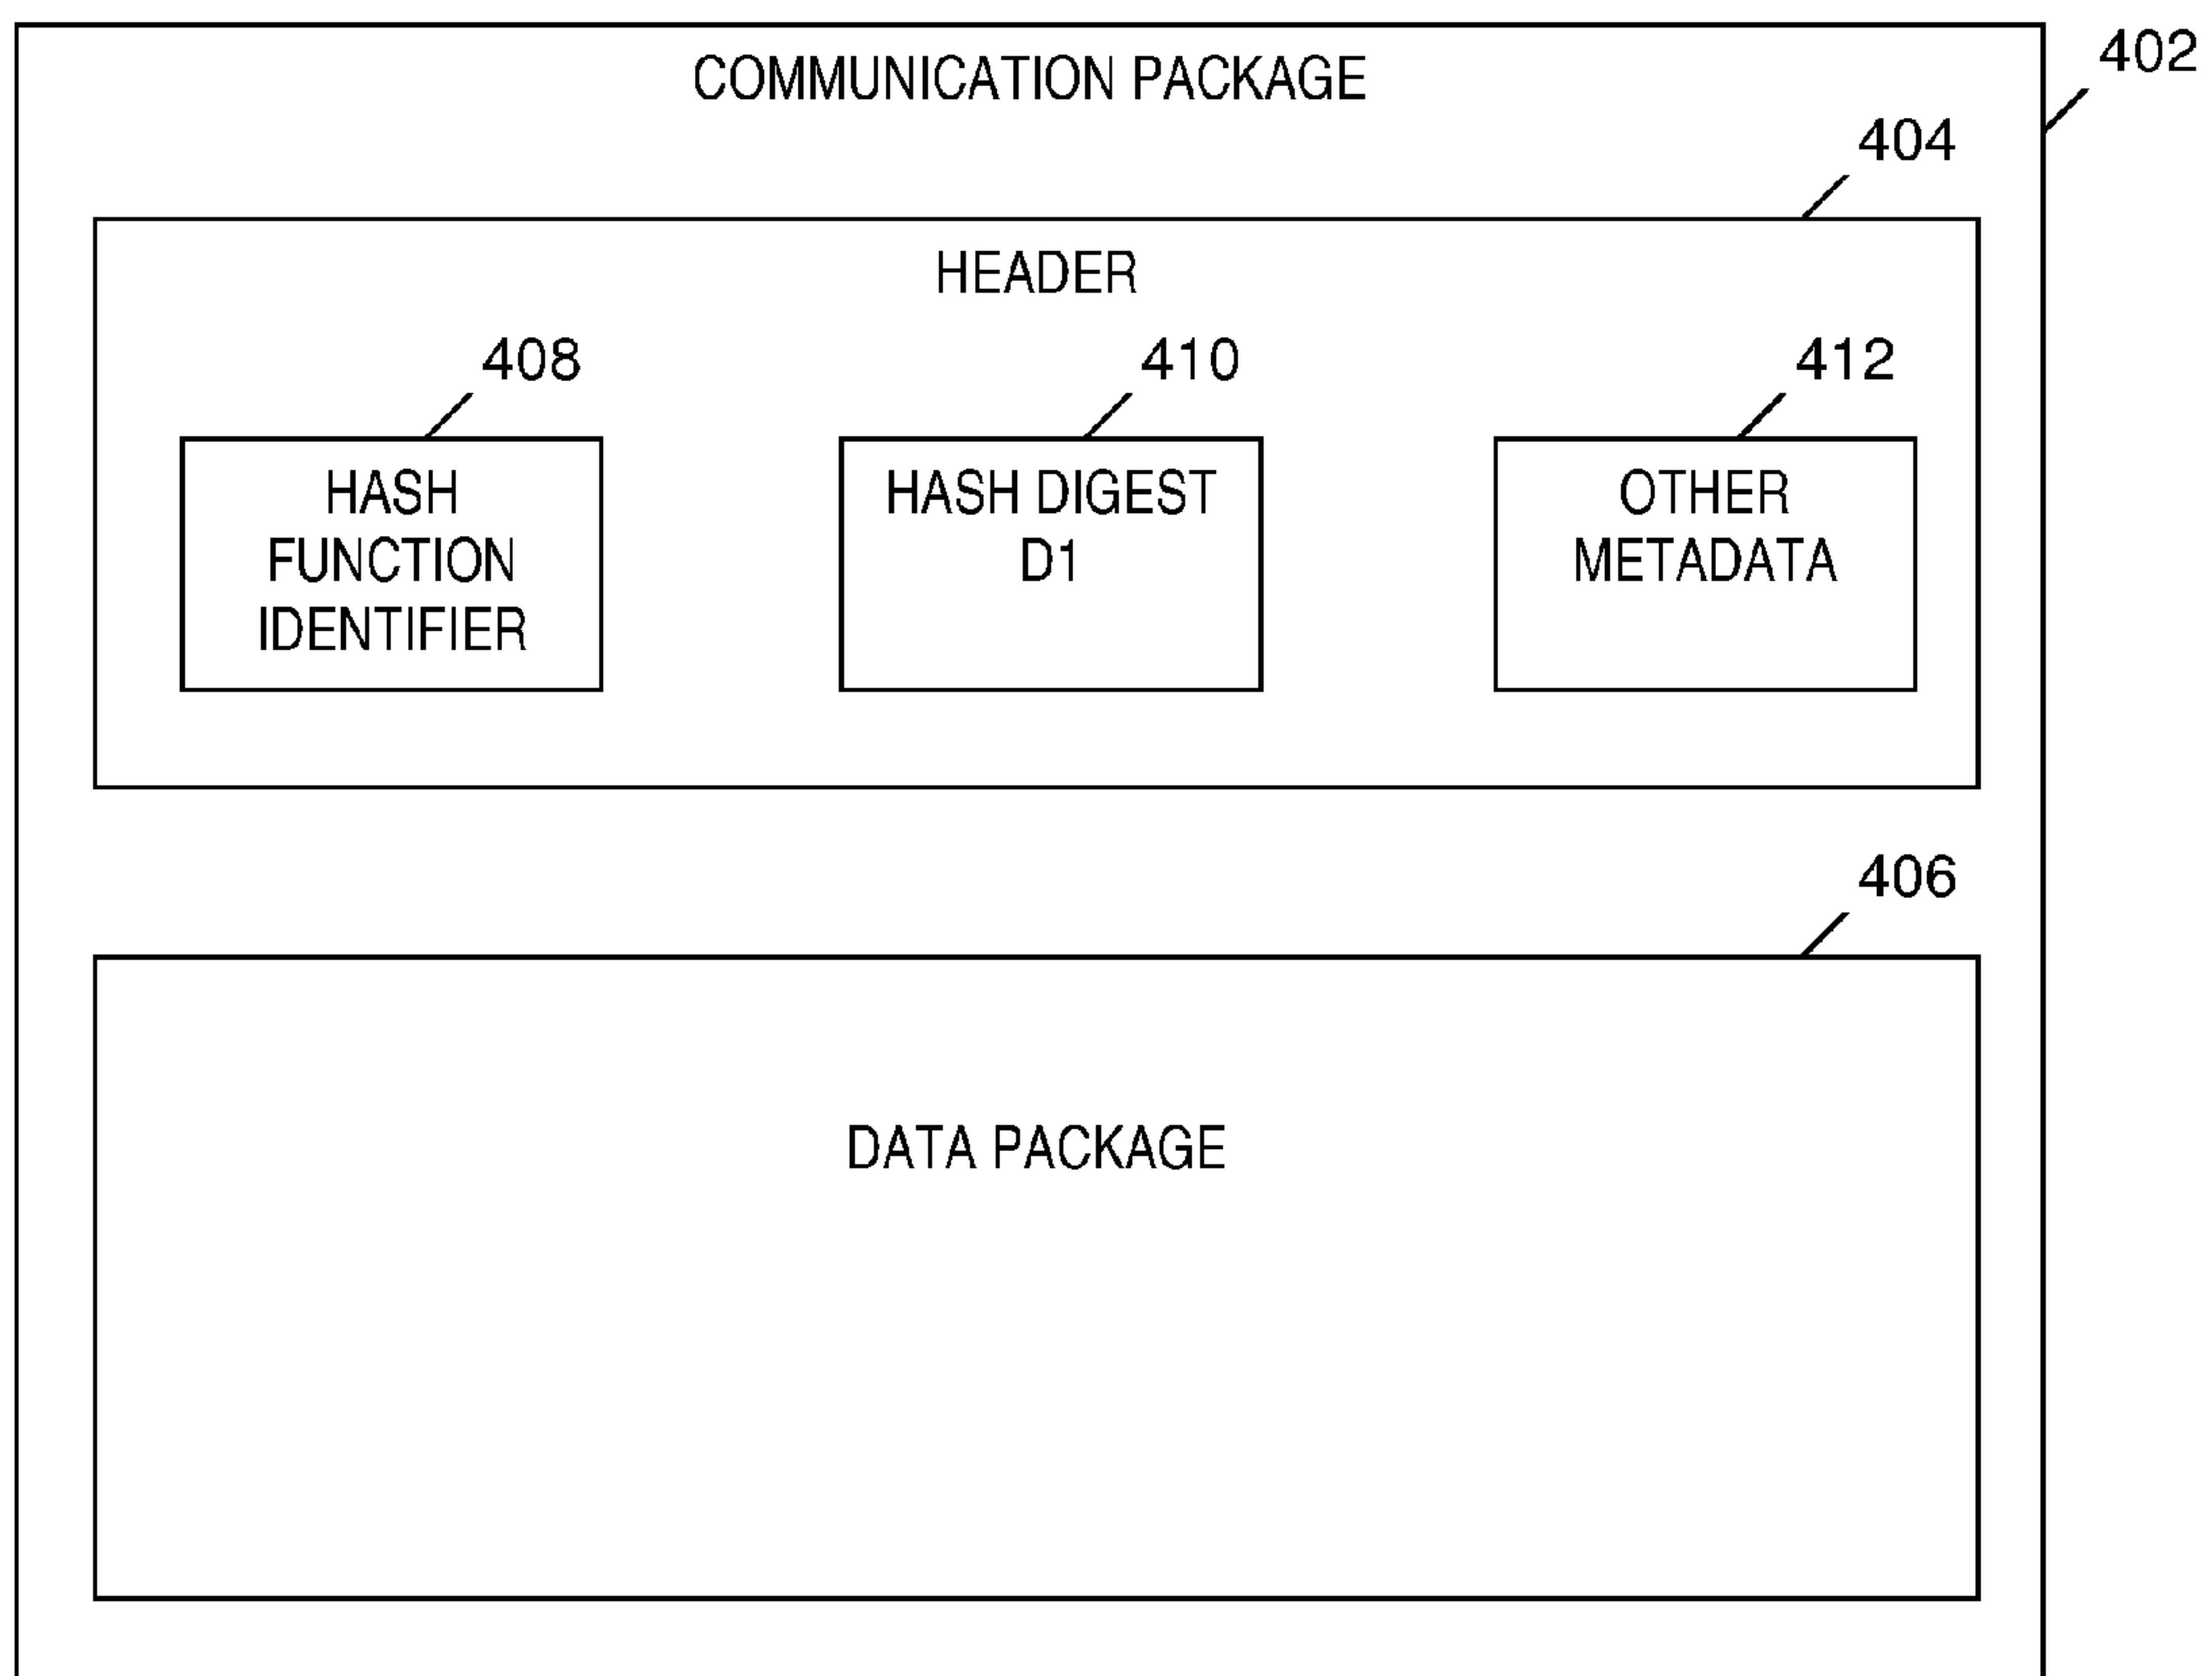 COMMUNICATION PACKAGE
402
404
HEADER
408
410
412
HASH
FUNCTION
IDENTIFIER
HASH DIGEST
D1
OTHER
METADATA
406
DATA PACKAGE